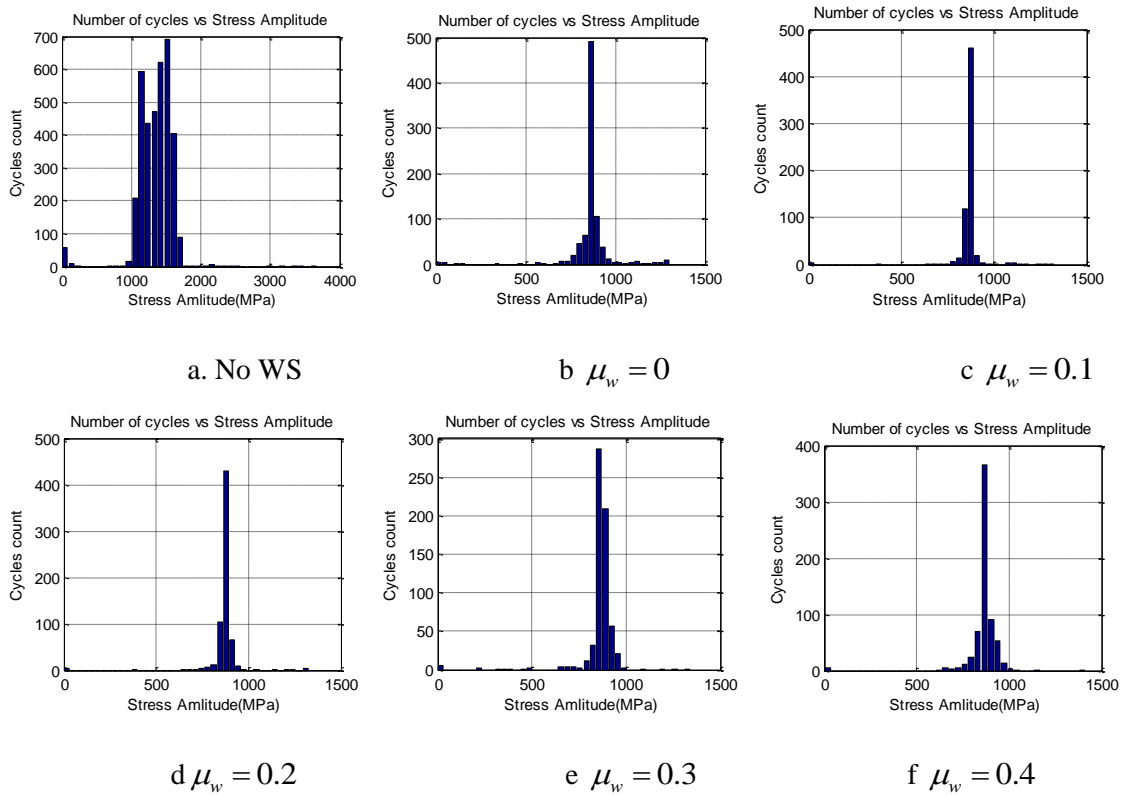 Number of cycles vs Stress Amplitude
700
600
500
400
300
200
100
0
Cycles count
0 1000 2000 3000 4000
Stress Amlitude(MPa)
a. No WS
Number of cycles vs Stress Amplitude
500
400
300
200
100
0
Cycles count
0 500 1000 1500
Stress Amlitude(MPa)
b μw = 0
Number of cycles vs Stress Amplitude
500
400
300
200
100
0
Cycles count
0 500 1000 1500
Stress Amlitude(MPa)
c μw = 0.1
Number of cycles vs Stress Amplitude
500
400
300
200
100
0
Cycles count
0 500 1000 1500
Stress Amlitude(MPa)
d μw = 0.2
Number of cycles vs Stress Amplitude
300
250
200
150
100
50
0
Cycles count
0 500 1000 1500
Stress Amlitude(MPa)
e μw = 0.3
Number of cycles vs Stress Amplitude
400
300
200
100
0
Cycles count
0 500 1000 1500
Stress Amlitude(MPa)
f μw = 0.4